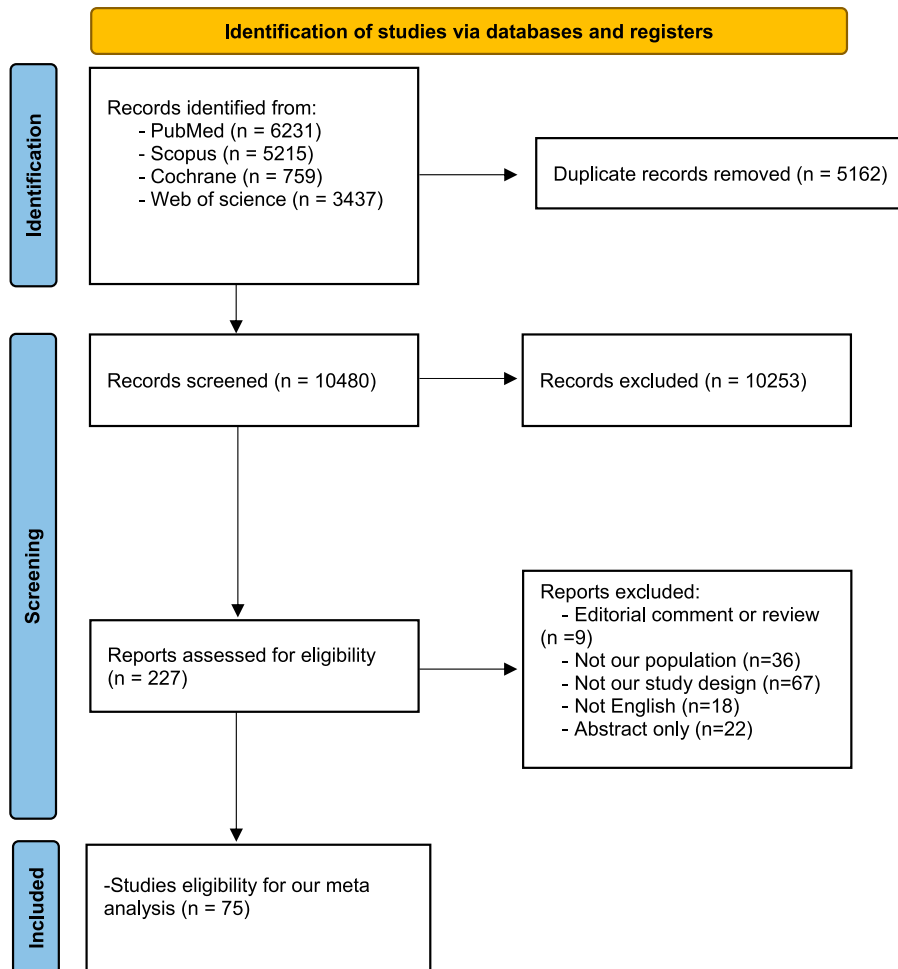 Identification of studies via databases and registers
Identification
Records identified from:
- PubMed (n = 6231)
- Scopus (n = 5215)
- Cochrane (n = 759)
- Web of science (n = 3437)
Duplicate records removed (n = 5162)
Screening
Records screened (n = 10480)
Records excluded (n = 10253)
Reports assessed for eligibility
(n = 227)
Reports excluded:
- Editorial comment or review
(n =9)
- Not our population (n=36)
- Not our study design (n=67)
- Not English (n=18)
- Abstract only (n=22)
Included
-Studies eligibility for our meta
analysis (n = 75)